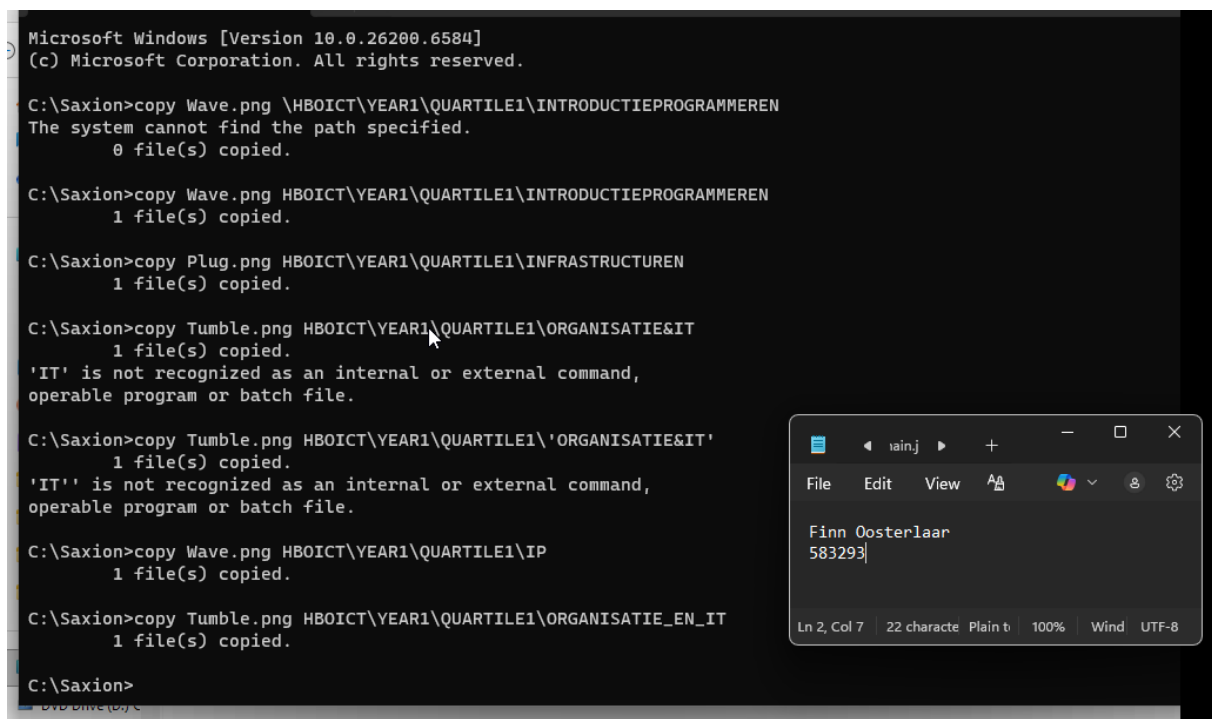 Microsoft Windows [Version 10.0.26200.6584]
(c) Microsoft Corporation. All rights reserved.
C:\Saxion>copy Wave.png \HBOICT\YEAR1\QUARTILE1\INTRODUCTIEPROGRAMMEREN
The system cannot find the path specified.
0 file(s) copied.
C:\Saxion>copy Wave.png HBOICT\YEAR1\QUARTILE1\INTRODUCTIEPROGRAMMEREN
1 file(s) copied.
C:\Saxion>copy Plug.png HBOICT\YEAR1\QUARTILE1\INFRASTRUCTUREN
1 file(s) copied.
C:\Saxion>copy Tumble.png HBOICT\YEAR1\QUARTILE1\ORGANISATIE&IT
1 file(s) copied.
'IT' is not recognized as an internal or external command,
operable program or batch file.
C:\Saxion>copy Tumble.png HBOICT\YEAR1\QUARTILE1\'ORGANISATIE&IT'
1 file(s) copied.
'IT'' is not recognized as an internal or external command,
operable program or batch file.
C:\Saxion>copy Wave.png HBOICT\YEAR1\QUARTILE1\IP
1 file(s) copied.
C:\Saxion>copy Tumble.png HBOICT\YEAR1\QUARTILE1\ORGANISATIE_EN_IT
1 file(s) copied.
C:\Saxion>
ain.j
File Edit View
Finn Oosterlaar
583293
Ln 2, Col 7 22 characte Plain t 100% Wind UTF-8